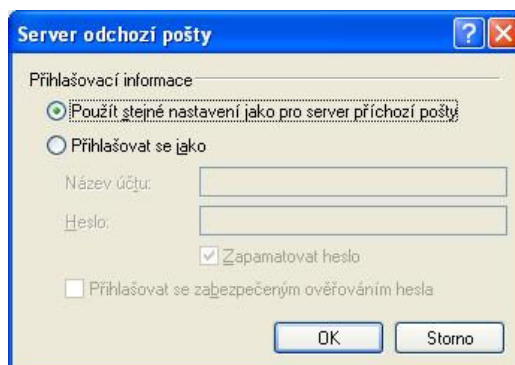 Server odchozí pošty
Přihlašovací informace
Použít stejné nastavení jako pro server příchozí pošty
Přihlašovat se jako
Název účtu:
Heslo:
Zapamatovat heslo
Přihlašovat se zabezpečeným ověřováním hesla
OK Storno